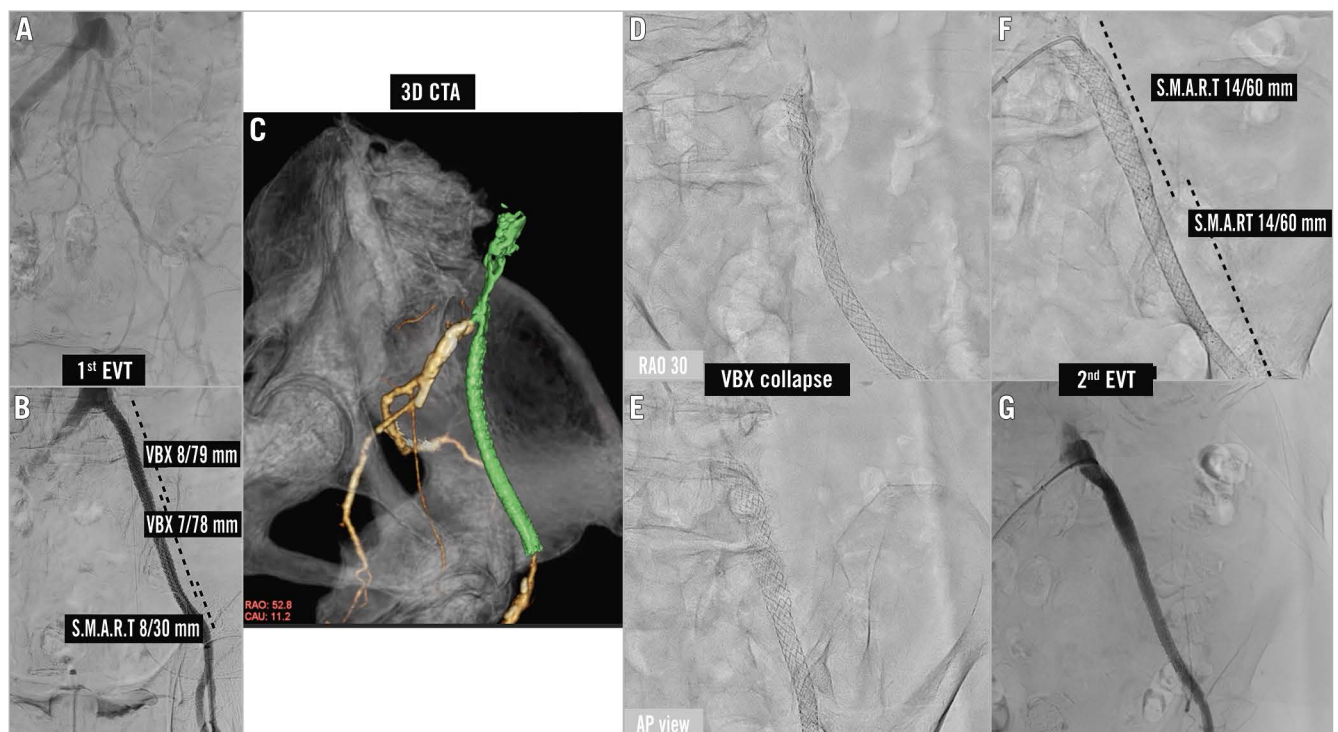 A
1st EVT
B
VBX 8/79 mm
VBX 7/78 mm
S.M.A.R.T 8/30 mm
3D CTA
C
RAO: 52.8
CAU: 11.2
D
RAO 30
VBX collapse
E
AP view
F
S.M.A.R.T 14/60 mm
S.M.A.RT 14/60 mm
2nd EVT
G